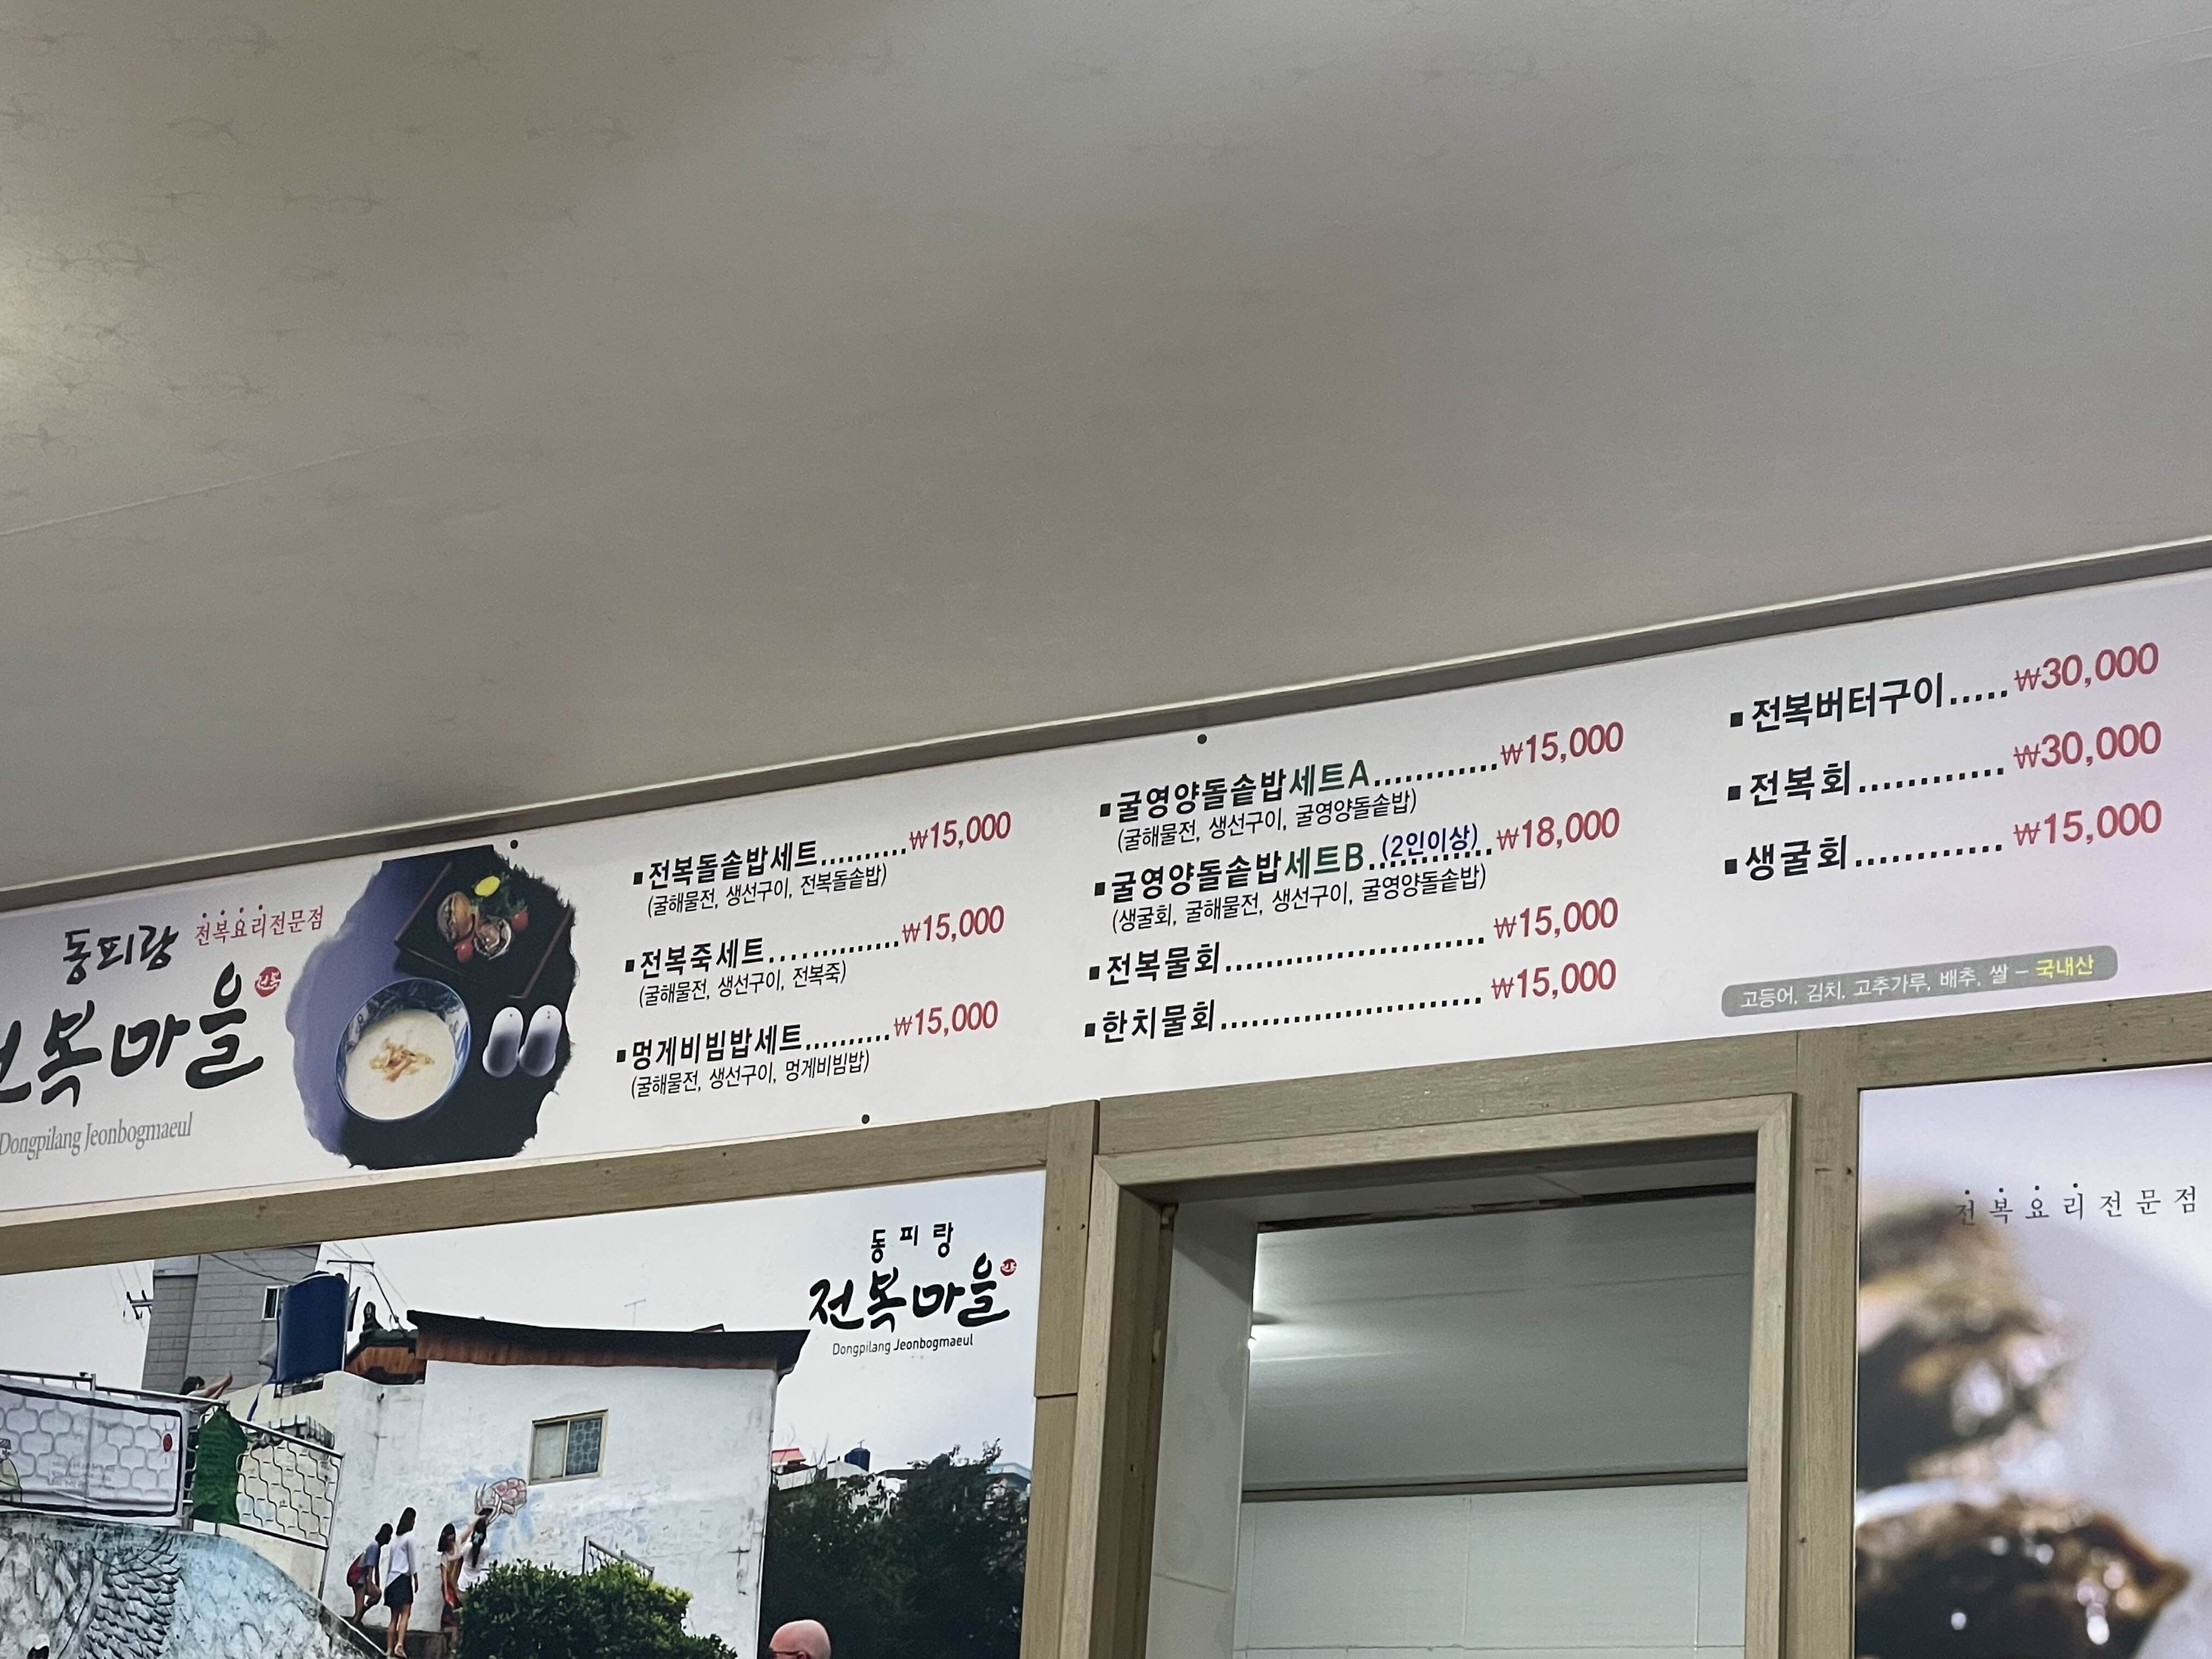 동피랑 전복요리전문점
전복마을
전복
Dongpilang Jeonbogmaeul
▪전복돌솥밥세트..........₩15,000
(굴해물전, 생선구이, 전복돌솥밥)
▪전복죽세트.............₩15,000
(굴해물전, 생선구이, 전복죽)
▪멍게비빔밥세트..........₩15,000
(굴해물전, 생선구이, 멍게비빔밥)
▪굴영양돌솥밥세트A............₩15,000
(굴해물전, 생선구이, 굴영양돌솥밥)
▪굴영양돌솥밥세트B.(2인이상)...₩18,000
(생굴회, 굴해물전, 생선구이, 굴영양돌솥밥)
▪전복물회..........................₩15,000
▪한치물회..........................₩15,000
▪전복버터구이.....₩30,000
▪전복회............₩30,000
▪생굴회............₩15,000
고등어, 김치, 고추가루, 배추, 쌀 – 국내산
동피랑
전복마을
Dongpilang Jeonbogmaeul
전복요리전문점